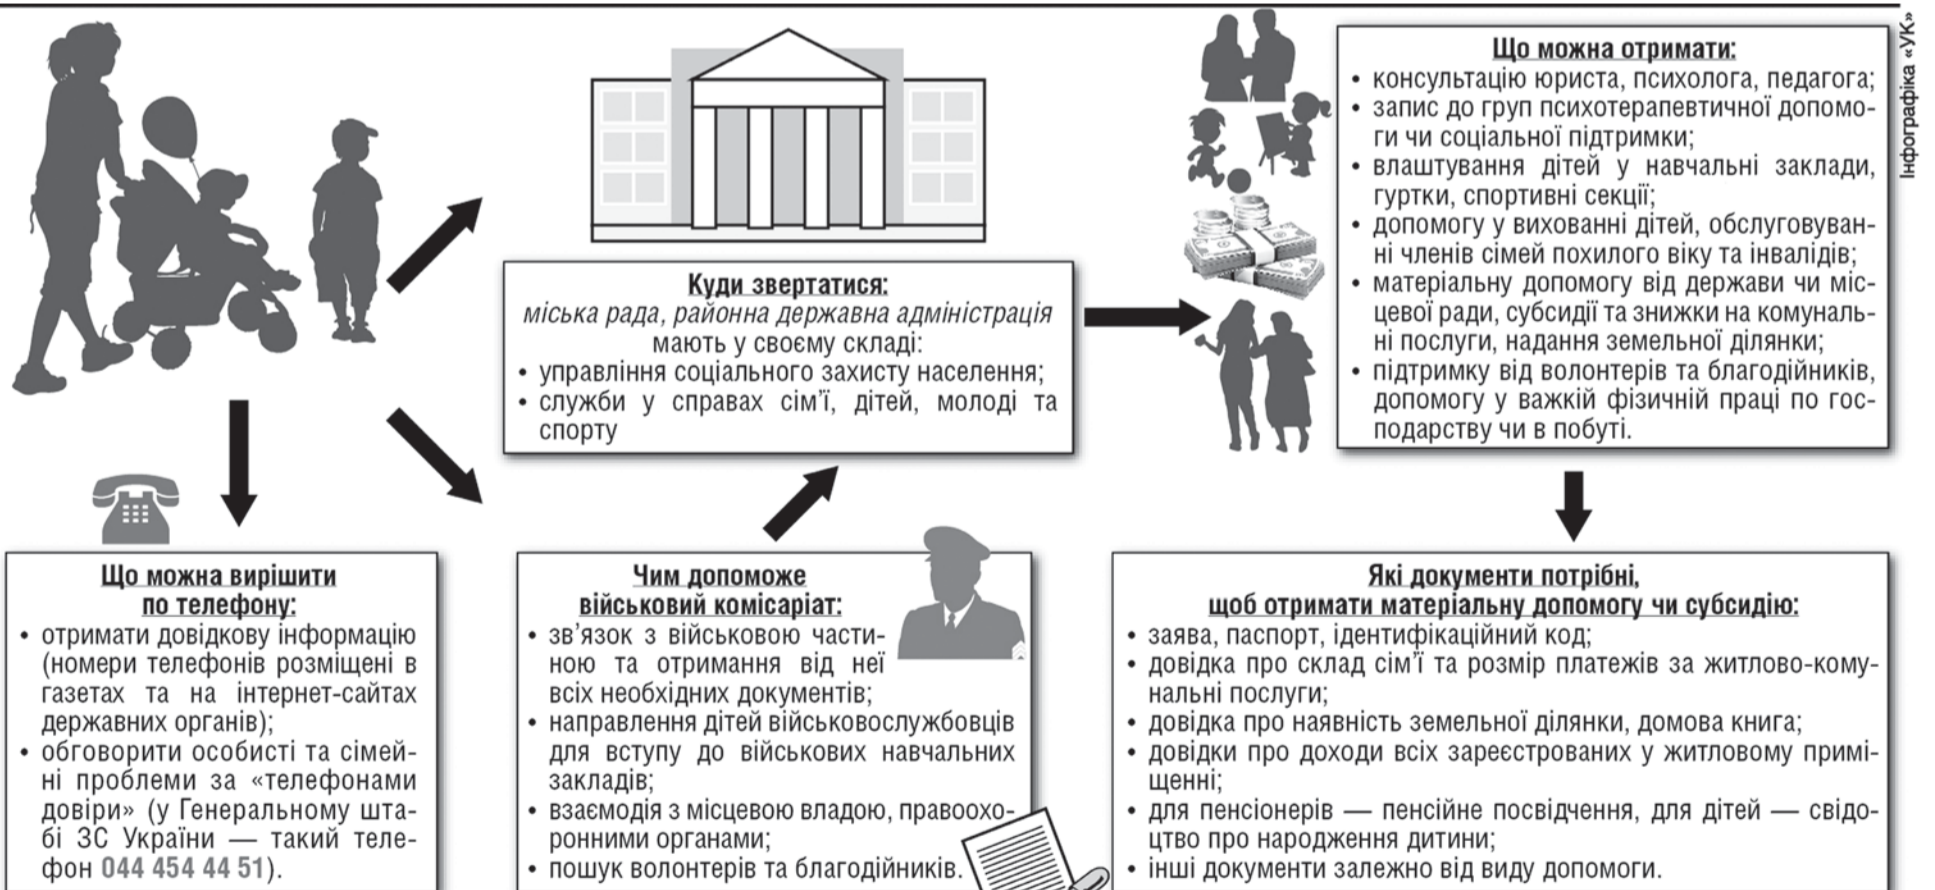 Інфографіка «УК»
Що можна отримати:
• консультацію юриста, психолога, педагога;
• запис до груп психотерапевтичної допомо-
ги чи соціальної підтримки;
• влаштування дітей у навчальні заклади,
гуртки, спортивні секції;
• допомогу у вихованні дітей, обслуговуван-
ні членів сімей похилого віку та інвалідів;
• матеріальну допомогу від держави чи міс-
цевої ради, субсидії та знижки на комуналь-
ні послуги, надання земельної ділянки;
• підтримку від волонтерів та благодійників,
допомогу у важкій фізичній праці по гос-
подарству чи в побуті.
Куди звертатися:
міська рада, районна державна адміністрація
мають у своєму складі:
• управління соціального захисту населення;
• служби у справах сім’ї, дітей, молоді та
спорту
Що можна вирішити
по телефону:
• отримати довідкову інформацію
(номери телефонів розміщені в
газетах та на інтернет-сайтах
державних органів);
• обговорити особисті та сімей-
ні проблеми за «телефонами
довіри» (у Генеральному шта-
бі ЗС України — такий теле-
фон 044 454 44 51).
Чим допоможе
військовий комісаріат:
• зв’язок з військовою части-
ною та отримання від неї
всіх необхідних документів;
• направлення дітей військовослужбовців
для вступу до військових навчальних
закладів;
• взаємодія з місцевою владою, правоохо-
ронними органами;
• пошук волонтерів та благодійників.
Які документи потрібні,
щоб отримати матеріальну допомогу чи субсидію:
• заява, паспорт, ідентифікаційний код;
• довідка про склад сім’ї та розмір платежів за житлово-кому-
нальні послуги;
• довідка про наявність земельної ділянки, домова книга;
• довідки про доходи всіх зареєстрованих у житловому примі-
щенні;
• для пенсіонерів — пенсійне посвідчення, для дітей — свідо-
цтво про народження дитини;
• інші документи залежно від виду допомоги.